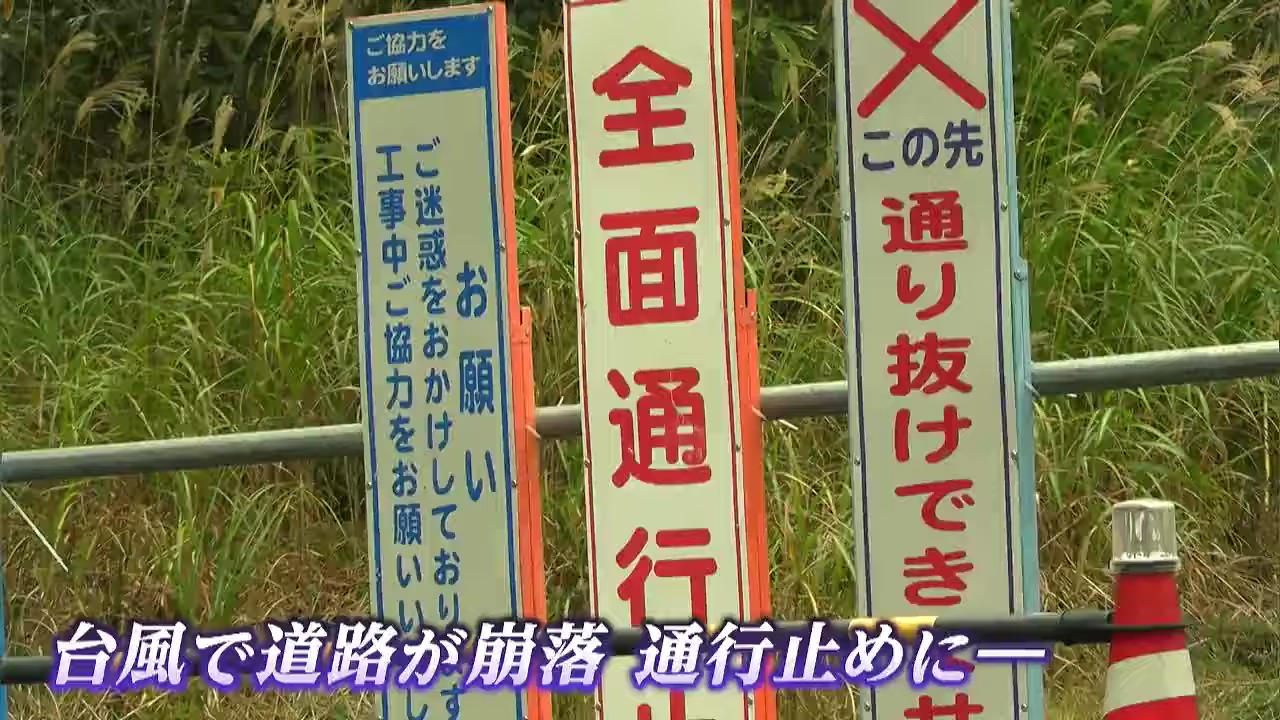 ご協力を
お願いします
お願い
ご迷惑をおかけしており
工事中ご協力をお願いい
全面通行
この先
通り抜けできませ
台風で道路が崩落 通行止めに―